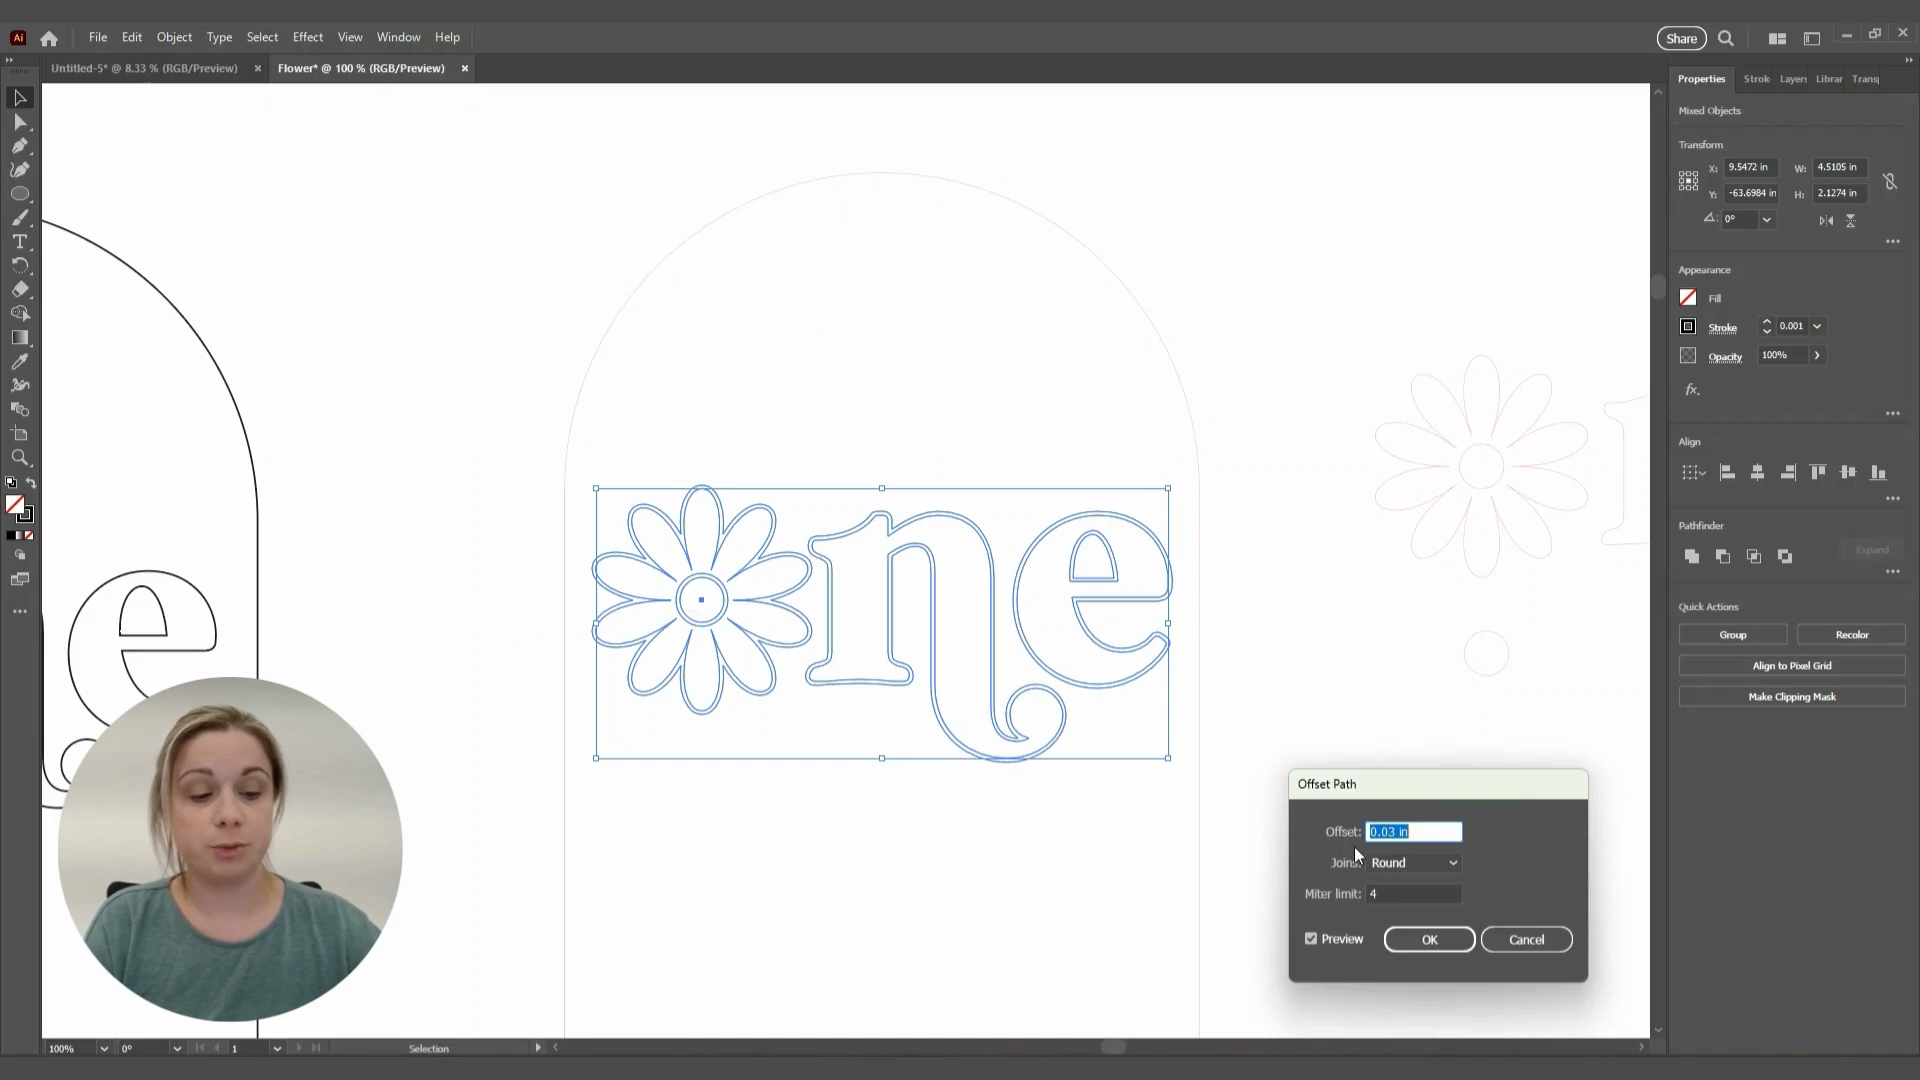 Ai File Edit Object Type Select Effect View Window Help Share
Untitled-5* @ 8.33 % (RGB/Preview) × Flower* @ 100 % (RGB/Preview) ×
Properties Strok Layers Librar Transp
Mixed Objects
Transform
X: 9.5472 in W: 4.5105 in
Y: -63.6984 in H: 2.1274 in
0°
Appearance
Fill
Stroke 0.001
Opacity 100%
fx.
Align
Pathfinder
Expand
Quick Actions
Group Recolor
Align to Pixel Grid
Make Clipping Mask
ne
e
Offset Path
Offset: 0.03 in
Joins: Round
Miter limit: 4
Preview OK Cancel
100% 0° 1 Selection